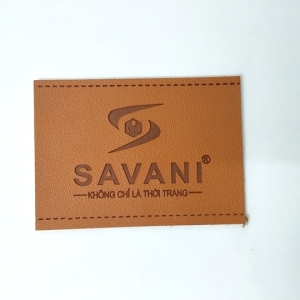 SAVANI®
KHÔNG CHỈ LÀ THỜI TRANG